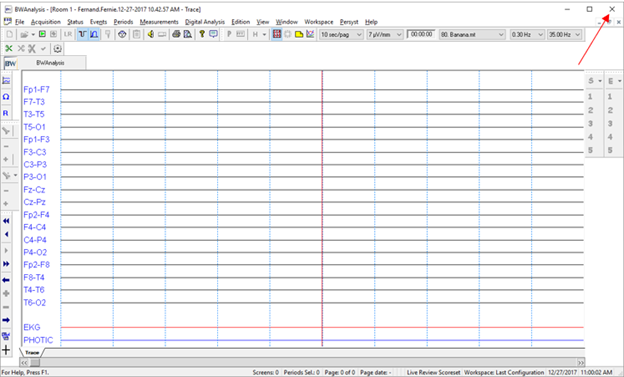 BWAnalysis - [Room 1 - Fernand.Fernie.12-27-2017 10.42.57 AM - Trace]
File Acquisition Status Events Periods Measurements Digital Analysis Edition View Window Workspace Persyst Help
10 sec/pag 7 µV/mm 00:00:00 80. Banana.mt 0.30 Hz 35.00 Hz
BW BWAnalysis
S E
Fp1-F7
F7-T3
1 1
T3-T5
2 2
T5-O1
3 3
Fp1-F3
4 4
F3-C3
5 5
C3-P3
P3-O1
Fz-Cz
Cz-Pz
Fp2-F4
F4-C4
C4-P4
P4-O2
Fp2-F8
F8-T4
T4-T6
T6-O2
EKG
PHOTIC
Trace
For Help, Press F1. Screens: 0 Periods Sel.: 0 Page: 0 of 0 Page date: - Live Review Scoreset Workspace: Last Configuration 12/27/2017 11:00:02 AM